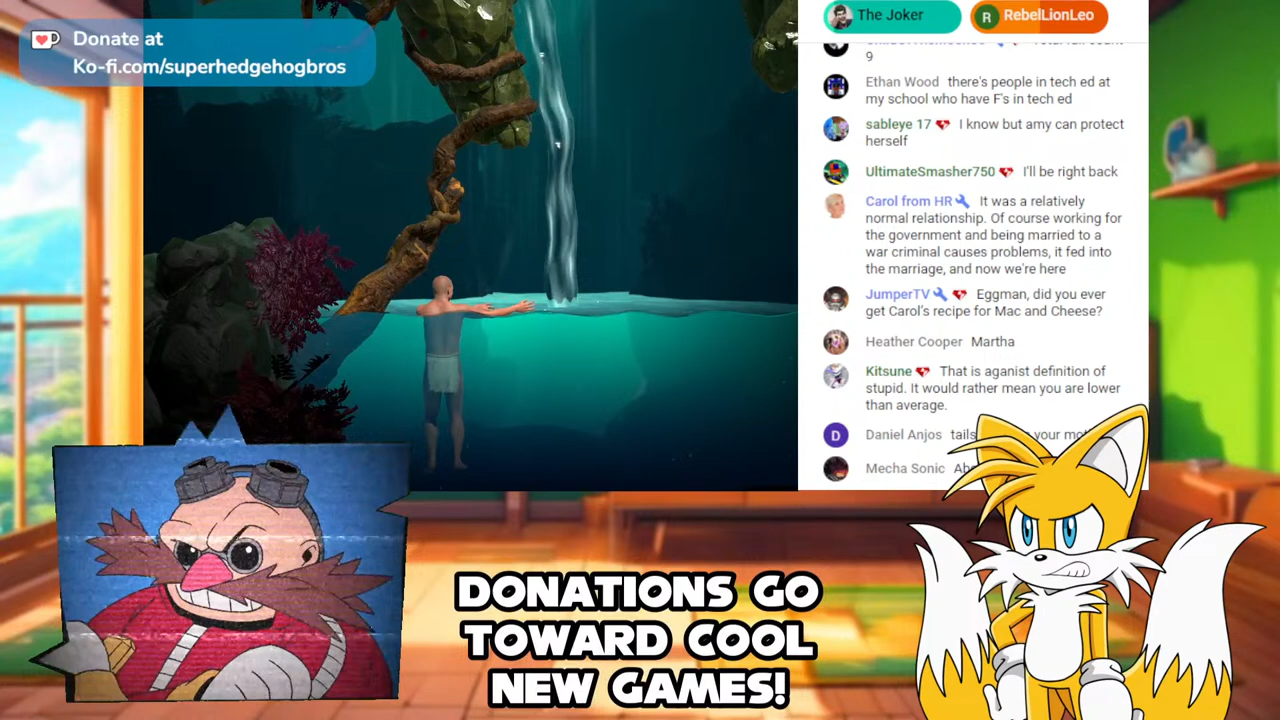 Donate at
Ko-fi.com/superhedgehogbros
The Joker
R RebelLionLeo
9
Ethan Wood there's people in tech ed at
my school who have F's in tech ed
sableye 17 I know but amy can protect
herself
UltimateSmasher750 I'll be right back
Carol from HR It was a relatively
normal relationship. Of course working for
the government and being married to a
war criminal causes problems, it fed into
the marriage, and now we're here
JumperTV Eggman, did you ever
get Carol's recipe for Mac and Cheese?
Heather Cooper Martha
Kitsune That is aganist definition of
stupid. It would rather mean you are lower
than average.
D Daniel Anjos tails your
Mecha Sonic
DONATIONS GO
TOWARD COOL
NEW GAMES!